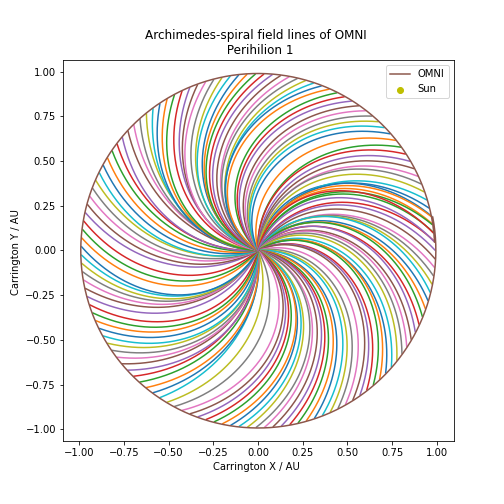 Archimedes-spiral field lines of OMNI
Perihilion 1
OMNI
Sun
Carrington Y / AU
1.00
0.75
0.50
0.25
0.00
−0.25
−0.50
−0.75
−1.00
−1.00 −0.75 −0.50 −0.25 0.00 0.25 0.50 0.75 1.00
Carrington X / AU